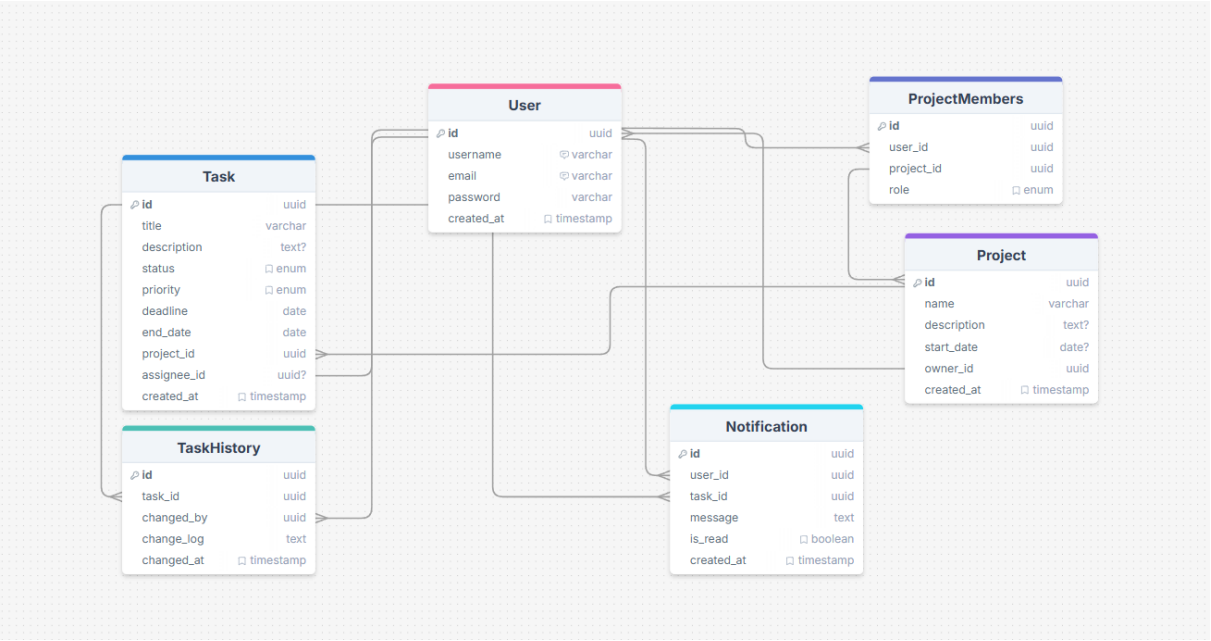 User
id uuid
username varchar
email varchar
password varchar
created_at timestamp
ProjectMembers
id uuid
user_id uuid
project_id uuid
role enum
Task
id uuid
title varchar
description text?
status enum
priority enum
deadline date
end_date date
project_id uuid
assignee_id uuid?
created_at timestamp
Project
id uuid
name varchar
description text?
start_date date?
owner_id uuid
created_at timestamp
TaskHistory
id uuid
task_id uuid
changed_by uuid
change_log text
changed_at timestamp
Notification
id uuid
user_id uuid
task_id uuid
message text
is_read boolean
created_at timestamp